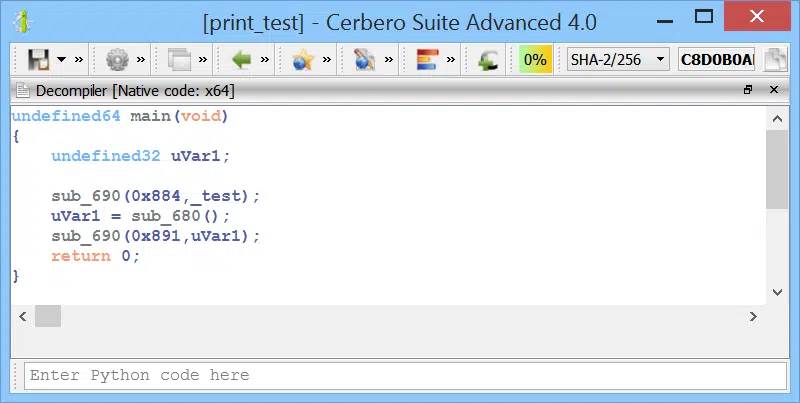 [print_test] - Cerbero Suite Advanced 4.0
» » » » » » » 0% SHA-2/256
Decompiler [Native code: x64]
undefined64 main(void)
{
    undefined32 uVar1;
    sub_690(0x884,_test);
    uVar1 = sub_680();
    sub_690(0x891,uVar1);
    return 0;
}
Enter Python code here